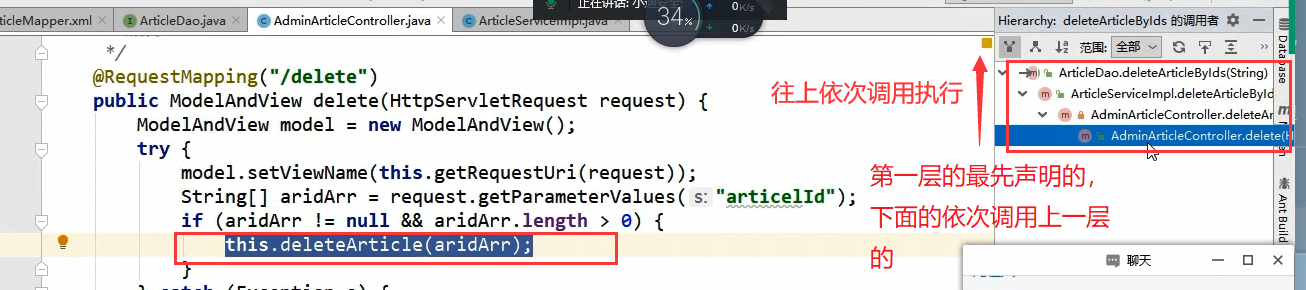 正在讲话: 小
34%
0K/s
0K/s
ArticleMapper.xml
ArticleDao.java
AdminArticleController.java
ArticleServiceImpl.java
Hierarchy: deleteArticleByIds 的调用者
范围: 全部
*/
@RequestMapping("/delete")
public ModelAndView delete(HttpServletRequest request) {
ModelAndView model = new ModelAndView();
try {
model.setViewName(this.getRequestUri(request));
String[] aridArr = request.getParameterValues( s: "articelId");
if (aridArr != null && aridArr.length > 0) {
this.deleteArticle(aridArr);
}
} catch (Exception e) {
往上依次调用执行
第一层的最先声明的，
下面的依次调用上一层
的
ArticleDao.deleteArticleByIds(String)
ArticleServiceImpl.deleteArticleById
AdminArticleController.deleteAr
AdminArticleController.delete(H
Database
Ant Build
聊天